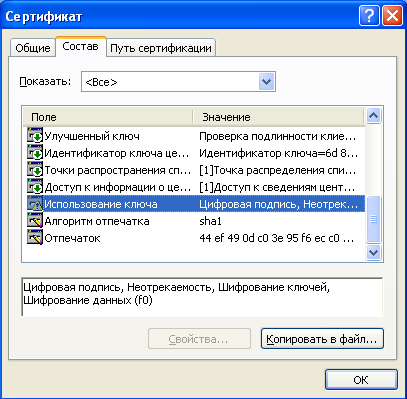 Сертификат
Общие Состав Путь сертификации
Показать: <Все>
Поле Значение
Улучшенный ключ Проверка подлинности клие...
Идентификатор ключа це... Идентификатор ключа=6d 8...
Точки распространения сп... [1]Точка распределения спи...
Доступ к информации о це... [1]Доступ к сведениям цент...
Использование ключа Цифровая подпись, Неотрек...
Алгоритм отпечатка sha1
Отпечаток 44 ef 49 0d c0 3e 95 f6 ec c0 ...
Цифровая подпись, Неотрекаемость, Шифрование ключей,
Шифрование данных (f0)
Свойства... Копировать в файл...
ОК